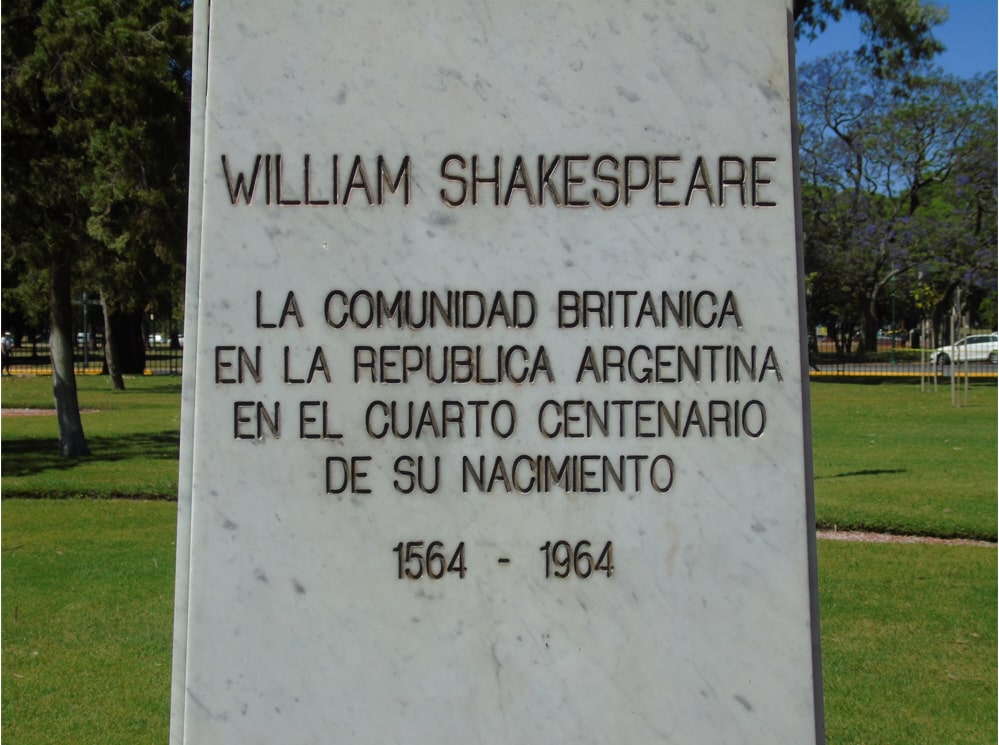 WILLIAM SHAKESPEARE
LA COMUNIDAD BRITANICA
EN LA REPUBLICA ARGENTINA
EN EL CUARTO CENTENARIO
DE SU NACIMIENTO
1564 - 1964